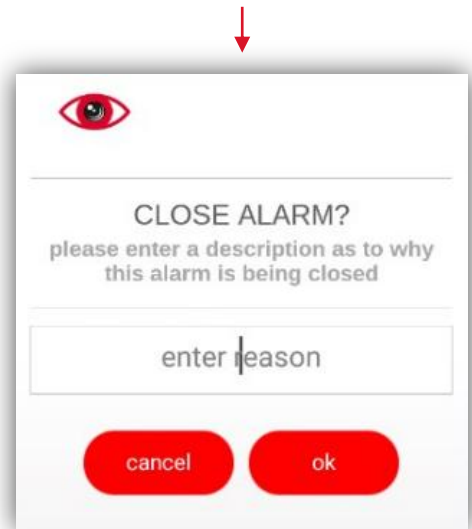 CLOSE ALARM?
please enter a description as to why
this alarm is being closed
enter reason
cancel
ok